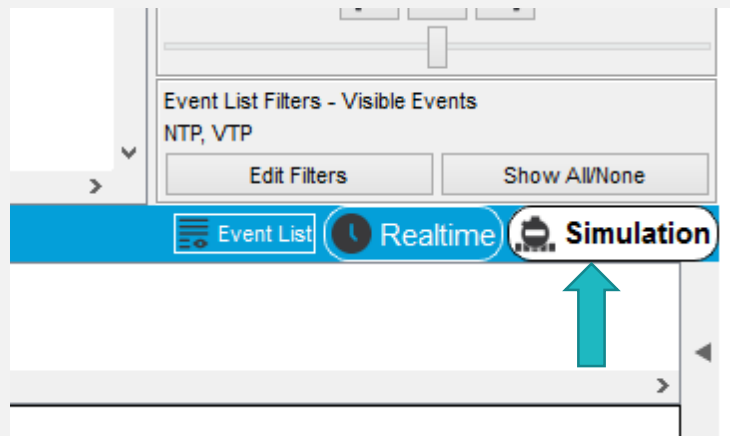 Event List Filters - Visible Events
NTP, VTP
Edit Filters Show All/None
Event List Realtime Simulation